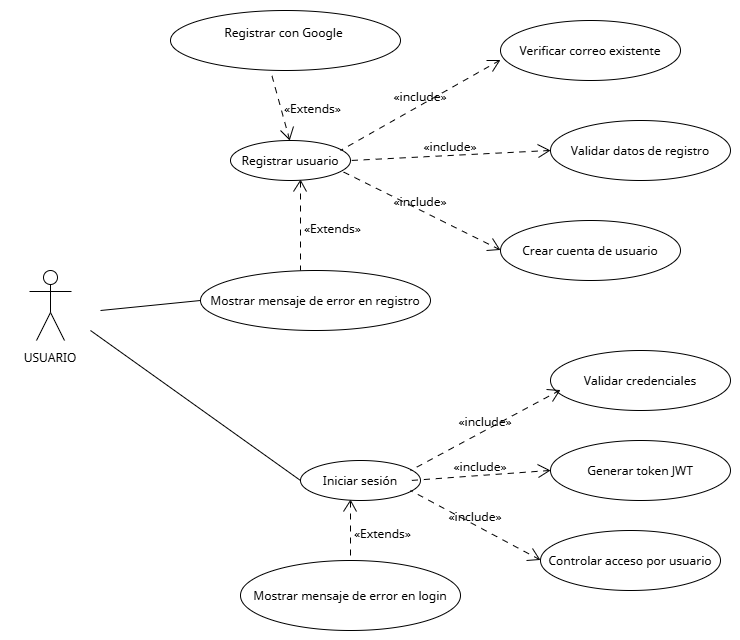 Registrar con Google
Verificar correo existente
«include»
«Extends»
«include»
Validar datos de registro
Registrar usuario
«include»
«Extends»
Crear cuenta de usuario
Mostrar mensaje de error en registro
USUARIO
Validar credenciales
«include»
«include»
Generar token JWT
Iniciar sesión
«include»
«Extends»
Controlar acceso por usuario
Mostrar mensaje de error en login